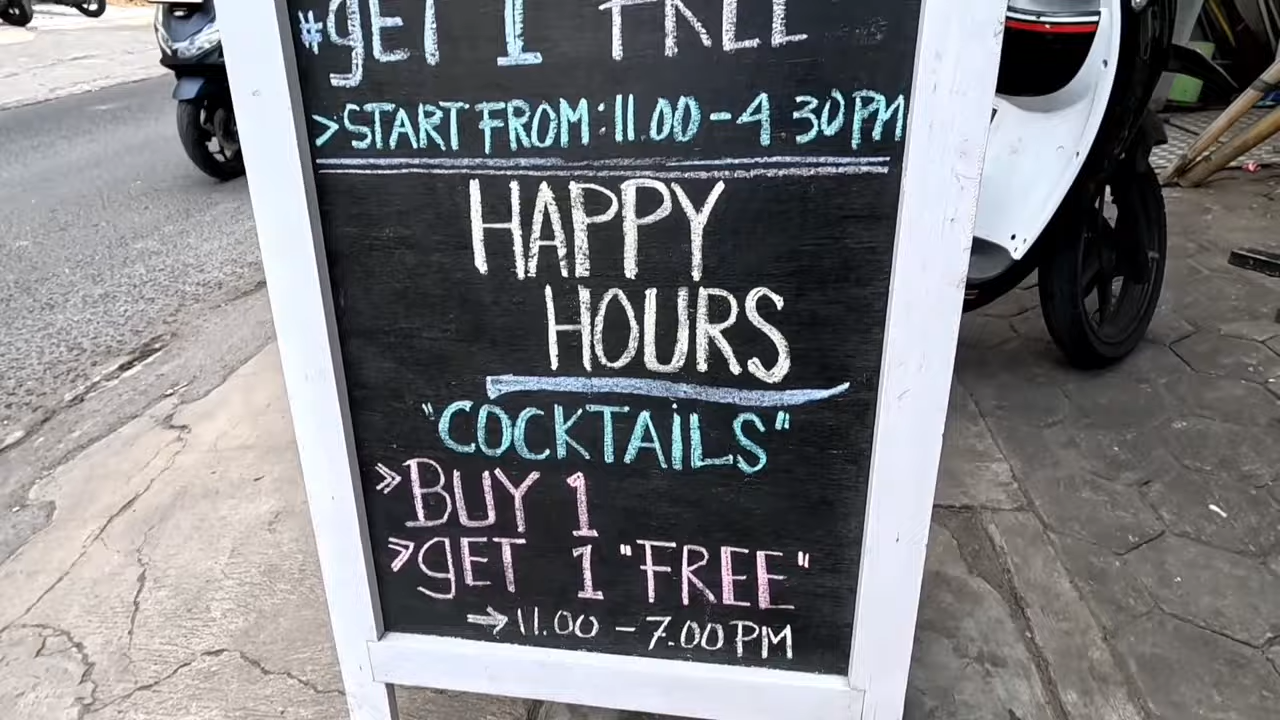 #gET 1 FREE
>START FROM:11.00-4 30PM
HAPPY
HOURS
"COCKTAiLS"
»BUY 1
»gET 1 "FREE"
→11.00 - 7.00PM